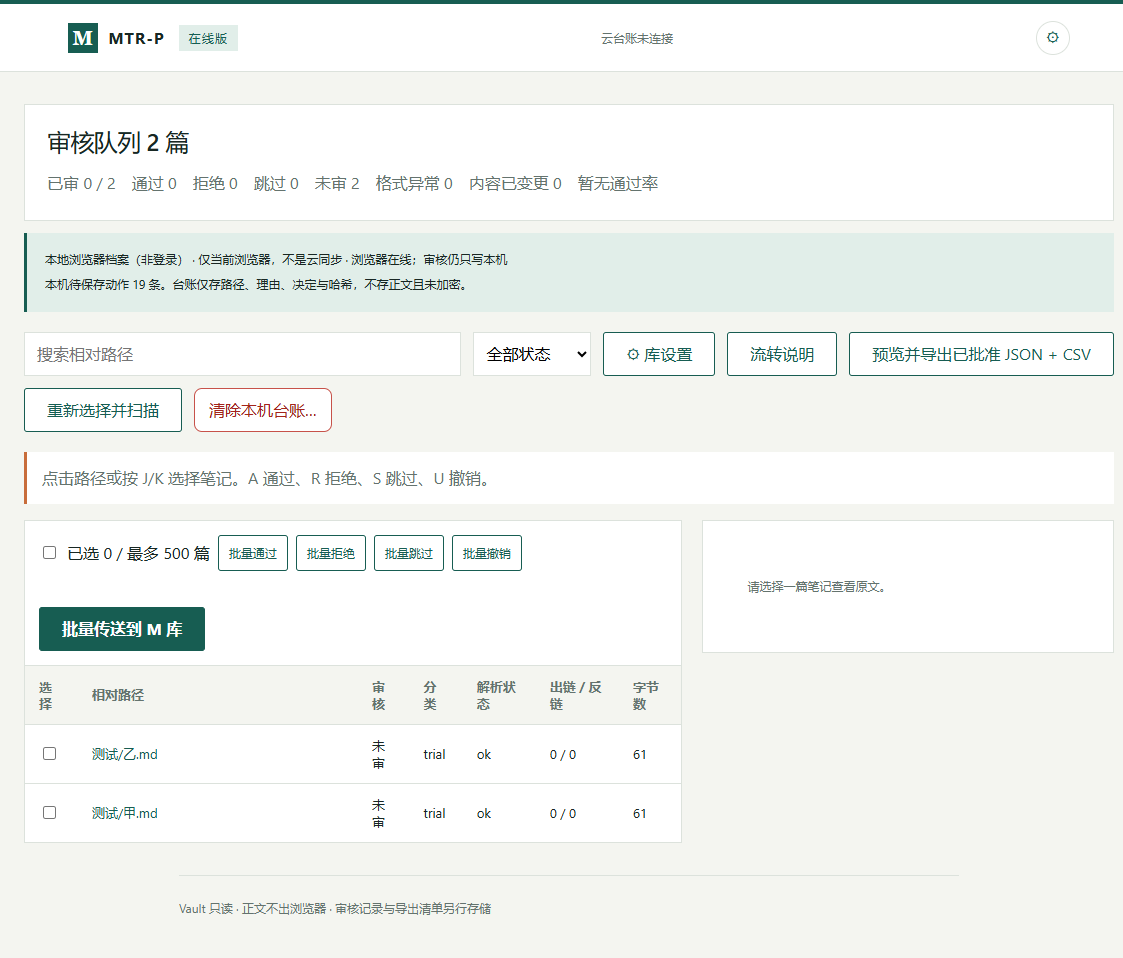 M MTR-P 在线版 云台账未连接 ⚙
审核队列 2 篇
已审 0 / 2 通过 0 拒绝 0 跳过 0 未审 2 格式异常 0 内容已变更 0 暂无通过率
本地浏览器档案（非登录） · 仅当前浏览器，不是云同步 · 浏览器在线；审核仍只写本机
本机待保存动作 19 条。台账仅存路径、理由、决定与哈希，不存正文且未加密。
搜索相对路径 全部状态 ⚙ 库设置 流转说明 预览并导出已批准 JSON + CSV
重新选择并扫描 清除本机台账...
点击路径或按 J/K 选择笔记。A 通过、R 拒绝、S 跳过、U 撤销。
已选 0 / 最多 500 篇 批量通过 批量拒绝 批量跳过 批量撤销
请选择一篇笔记查看原文。
批量传送到 M 库
选择 相对路径 审核 分类 解析状态 出链 / 反链 字节数
测试/乙.md 未审 trial ok 0 / 0 61
测试/甲.md 未审 trial ok 0 / 0 61
Vault 只读 · 正文不出浏览器 · 审核记录与导出清单另行存储